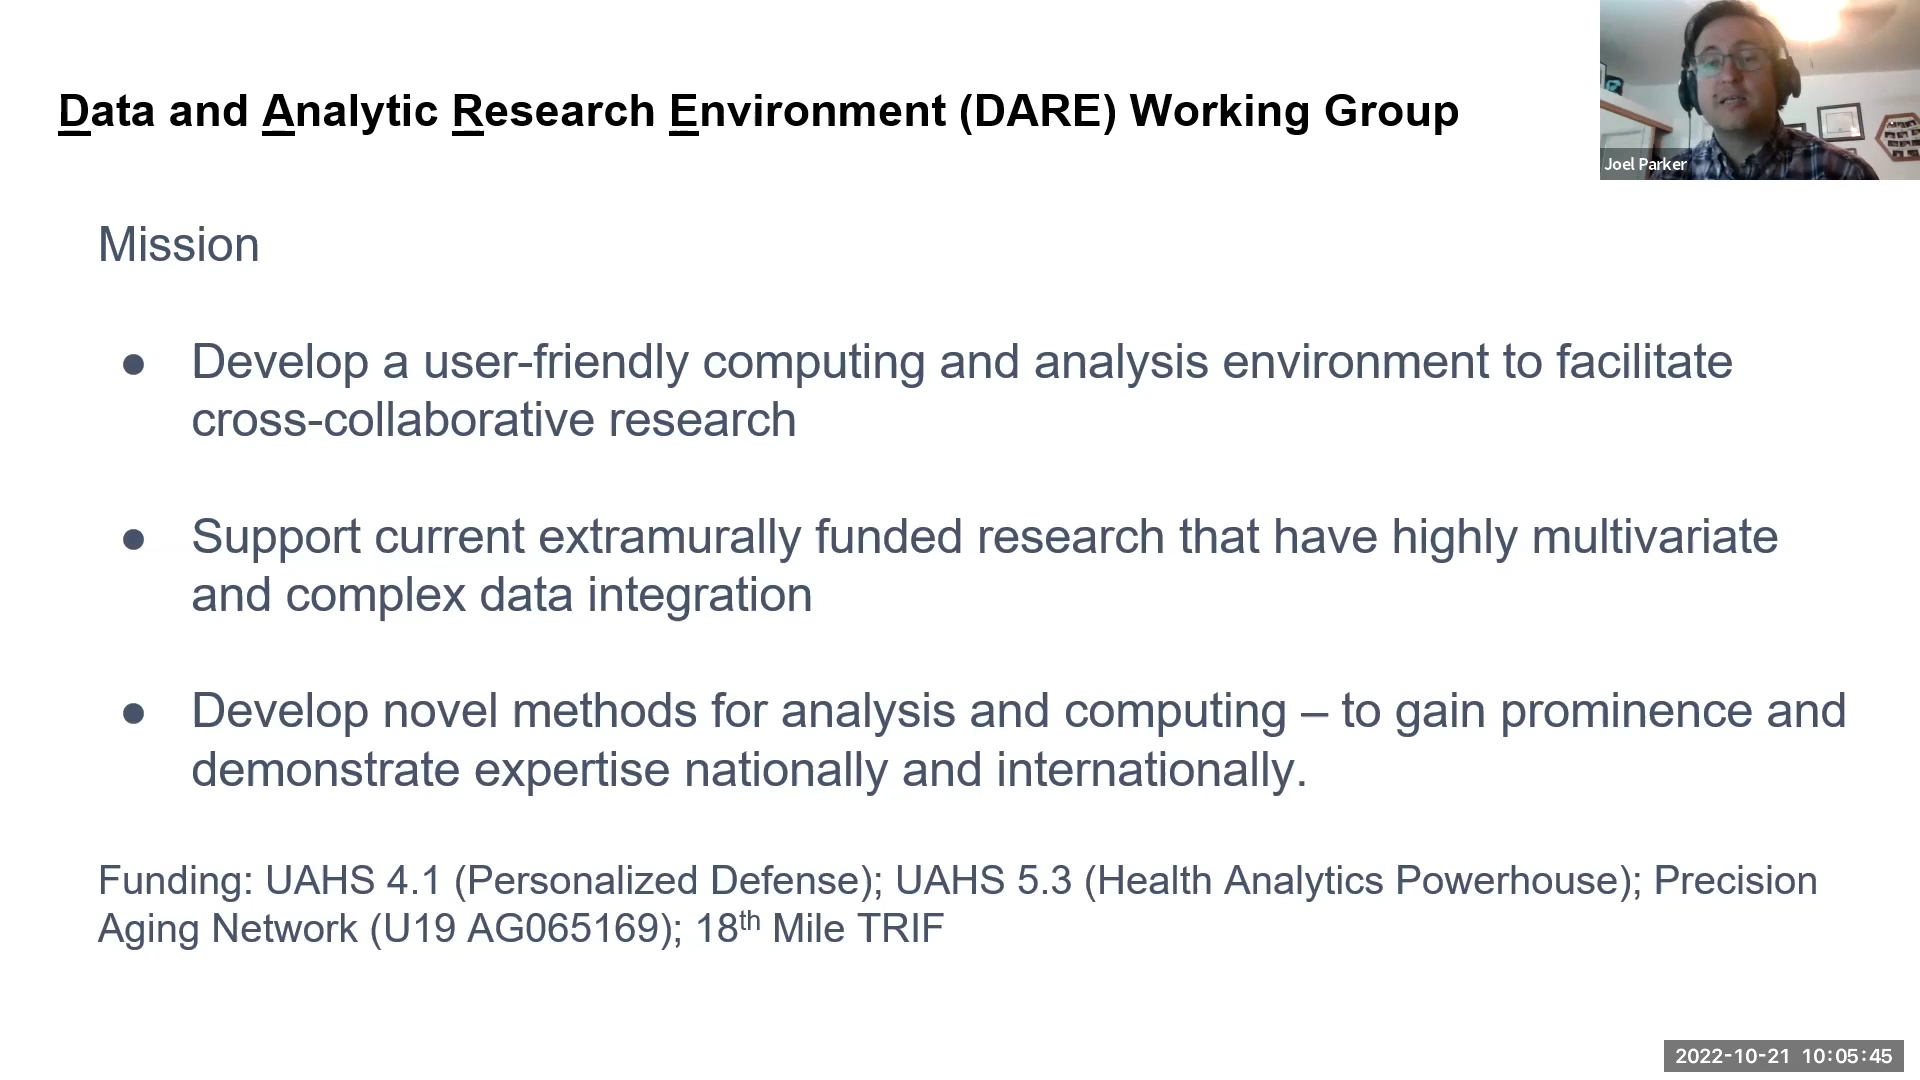 Data and Analytic Research Environment (DARE) Working Group
Joel Parker
Mission
● Develop a user-friendly computing and analysis environment to facilitate
cross-collaborative research
● Support current extramurally funded research that have highly multivariate
and complex data integration
● Develop novel methods for analysis and computing – to gain prominence and
demonstrate expertise nationally and internationally.
Funding: UAHS 4.1 (Personalized Defense); UAHS 5.3 (Health Analytics Powerhouse); Precision
Aging Network (U19 AG065169); 18th Mile TRIF
2022-10-21 10:05:45